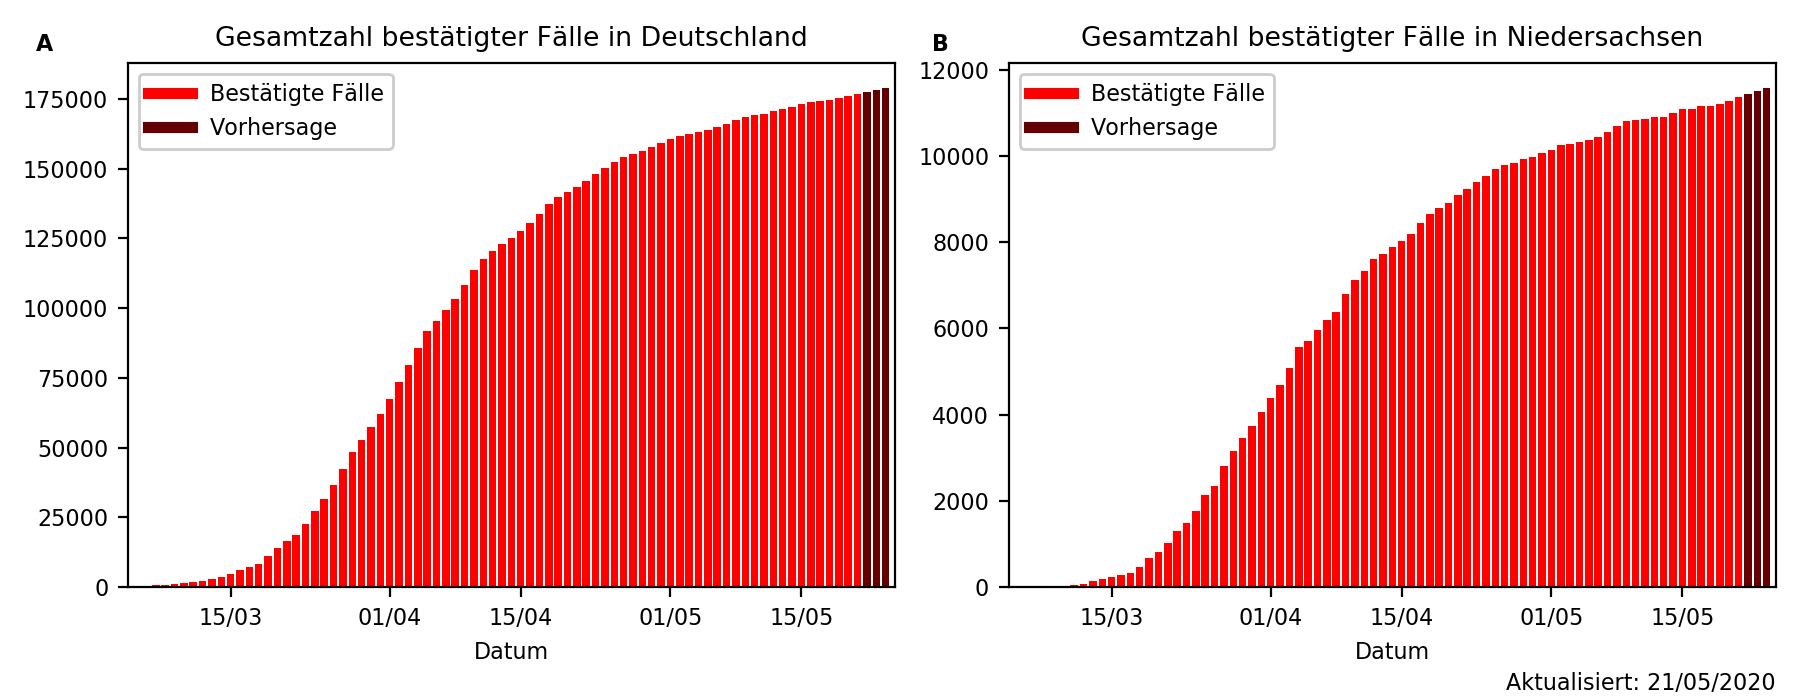 A
Gesamtzahl bestätigter Fälle in Deutschland
Bestätigte Fälle
Vorhersage
175000
150000
125000
100000
75000
50000
25000
0
15/03
01/04
15/04
01/05
15/05
Datum
B
Gesamtzahl bestätigter Fälle in Niedersachsen
Bestätigte Fälle
Vorhersage
12000
10000
8000
6000
4000
2000
0
15/03
01/04
15/04
01/05
15/05
Datum
Aktualisiert: 21/05/2020